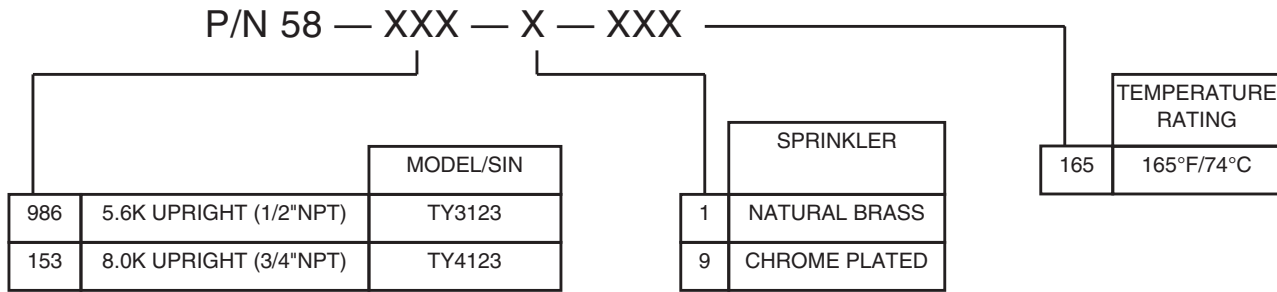 P/N 58 — XXX — X — XXX
TEMPERATURE
RATING
165 165°F/74°C
SPRINKLER
1 NATURAL BRASS
9 CHROME PLATED
MODEL/SIN
986 5.6K UPRIGHT (1/2"NPT) TY3123
153 8.0K UPRIGHT (3/4"NPT) TY4123